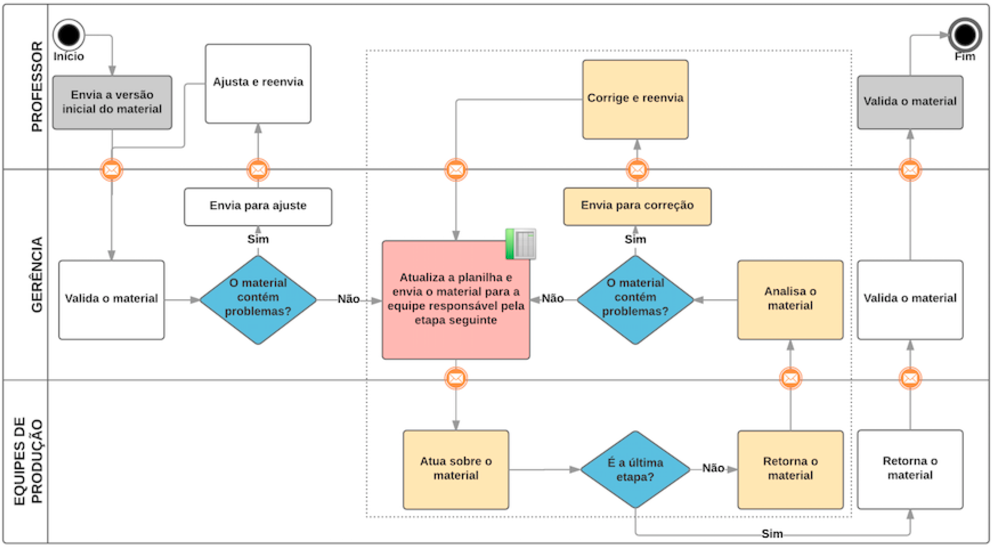 PROFESSOR
Início
Envia a versão
inicial do material
Ajusta e reenvia
Corrige e reenvia
Valida o material
Fim
GERÊNCIA
Envia para ajuste
Sim
Valida o material
O material
contém
problemas?
Não
Atualiza a planilha e
envia o material para a
equipe responsável pela
etapa seguinte
Envia para correção
Sim
Não
O material
contém
problemas?
Analisa o
material
Valida o material
EQUIPES DE
PRODUÇÃO
Atua sobre o
material
É a última
etapa?
Não
Retorna o
material
Retorna o
material
Sim